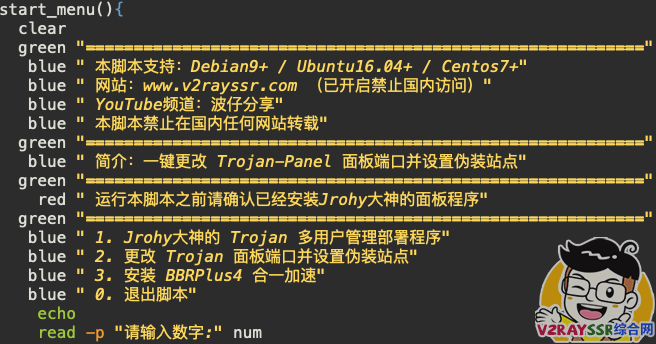 start_menu(){
clear
green "======================================================="
blue " 本脚本支持：Debian9+ / Ubuntu16.04+ / Centos7+"
blue " 网站：www.v2rayssr.com （已开启禁止国内访问）"
blue " YouTube频道：波仔分享"
blue " 本脚本禁止在国内任何网站转载"
green "======================================================="
blue " 简介：一键更改 Trojan-Panel 面板端口并设置伪装站点"
green "======================================================="
red " 运行本脚本之前请确认已经安装Jrohy大神的面板程序"
green "======================================================="
blue " 1. Jrohy大神的 Trojan 多用户管理部署程序"
blue " 2. 更改 Trojan 面板端口并设置伪装站点"
blue " 3. 安装 BBRPlus4 合一加速"
blue " 0. 退出脚本"
echo
read -p "请输入数字:" num
V2RAYSSR综合网